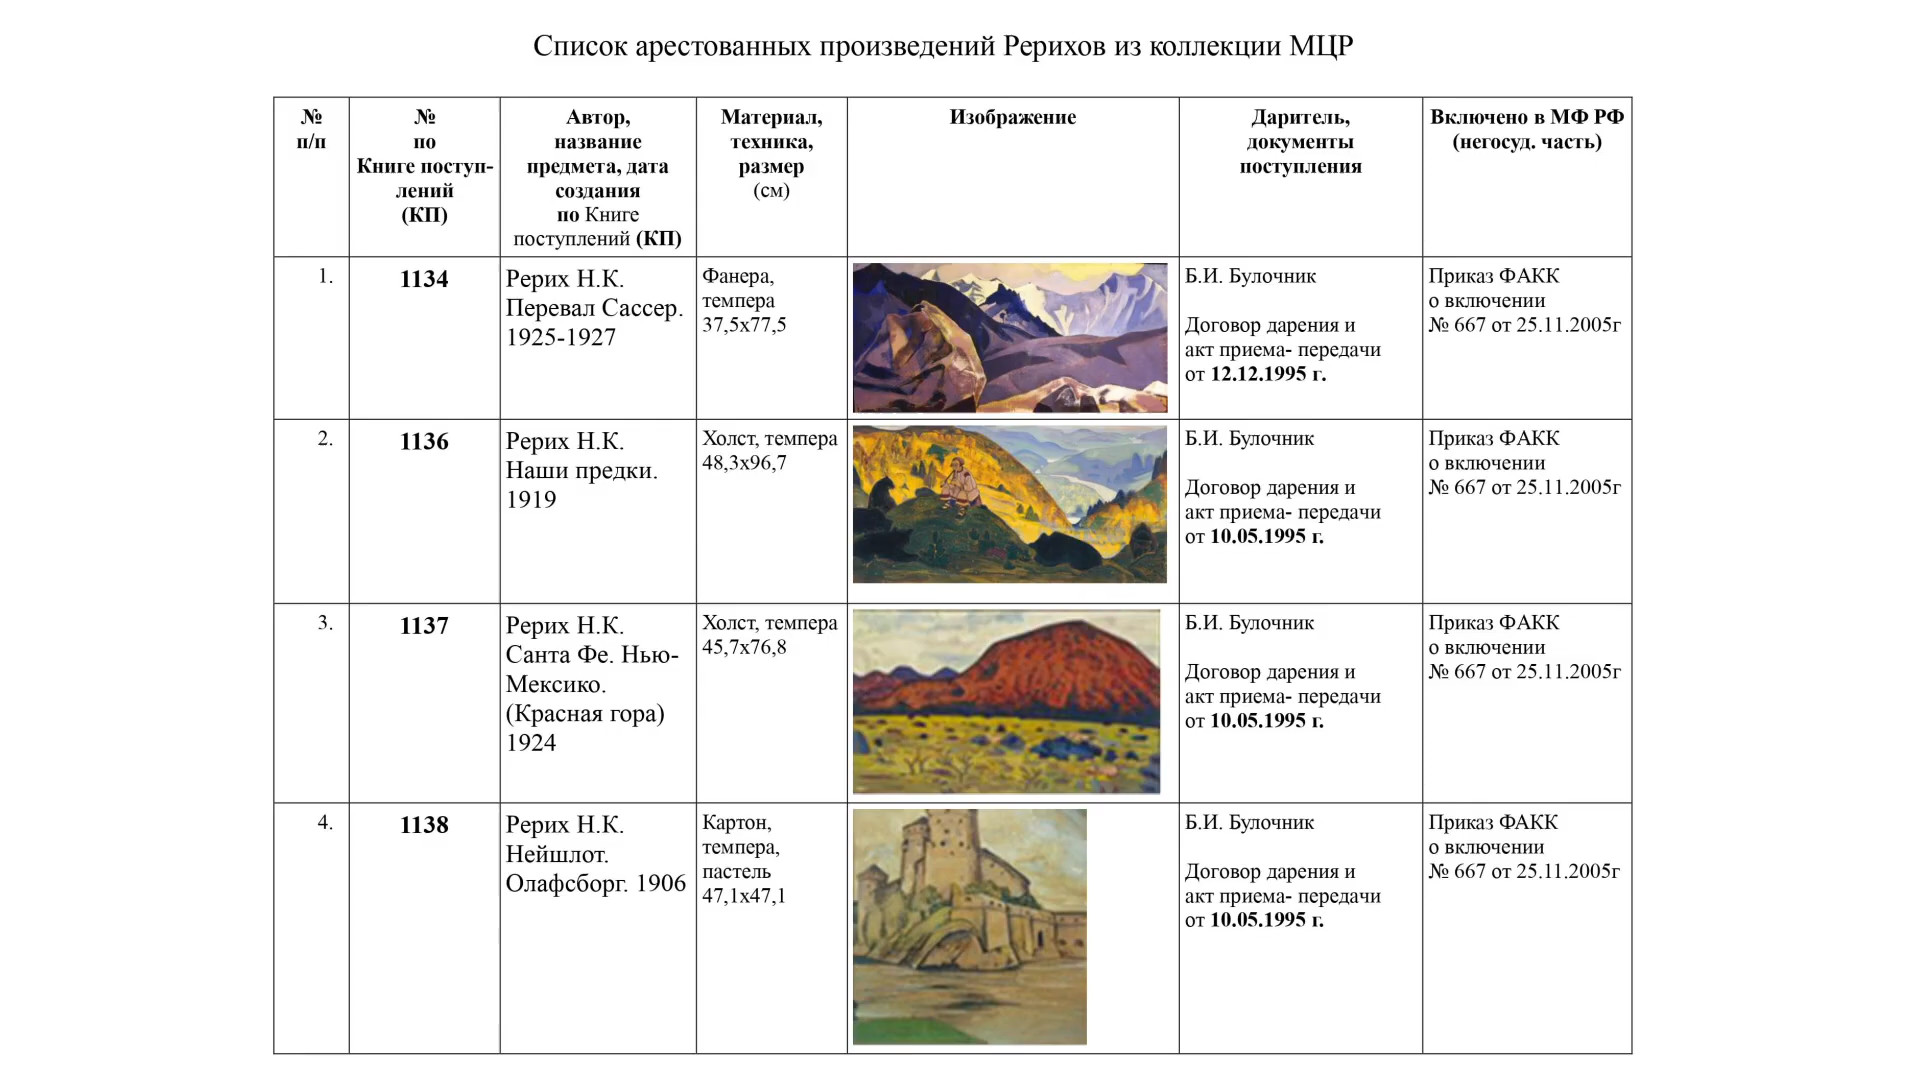 Список арестованных произведений Рерихов из коллекции МЦР
№
п/п
№
по
Книге поступ-
лений
(КП)
Автор,
название
предмета, дата
создания
по Книге
поступлений (КП)
Материал,
техника,
размер
(см)
Изображение
Даритель,
документы
поступления
Включено в МФ РФ
(негосуд. часть)
1.
1134
Рерих Н.К.
Перевал Сассер.
1925-1927
Фанера,
темпера
37,5х77,5
Б.И. Булочник
Договор дарения и
акт приема- передачи
от 12.12.1995 г.
Приказ ФАКК
о включении
№ 667 от 25.11.2005г
2.
1136
Рерих Н.К.
Наши предки.
1919
Холст, темпера
48,3х96,7
Б.И. Булочник
Договор дарения и
акт приема- передачи
от 10.05.1995 г.
Приказ ФАКК
о включении
№ 667 от 25.11.2005г
3.
1137
Рерих Н.К.
Санта Фе. Нью-
Мексико.
(Красная гора)
1924
Холст, темпера
45,7х76,8
Б.И. Булочник
Договор дарения и
акт приема- передачи
от 10.05.1995 г.
Приказ ФАКК
о включении
№ 667 от 25.11.2005г
4.
1138
Рерих Н.К.
Нейшлот.
Олафсборг. 1906
Картон,
темпера,
пастель
47,1х47,1
Б.И. Булочник
Договор дарения и
акт приема- передачи
от 10.05.1995 г.
Приказ ФАКК
о включении
№ 667 от 25.11.2005г